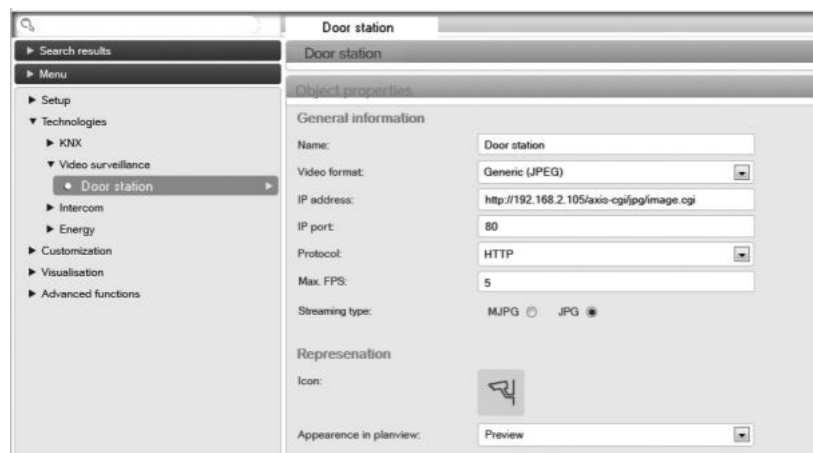 Door station
Search results
Door station
Menu
Object properties
Setup
General information
Technologies
Name: Door station
KNX
Video surveillance
Video format: Generic (JPEG)
Door station
IP address: http://192.168.2.105/axis-cgi/jpg/image.cgi
Intercom
IP port: 80
Energy
Customization
Protocol: HTTP
Visualisation
Max. FPS: 5
Advanced functions
Streaming type: MJPG JPG
Represenation
Icon:
Appearence in planview: Preview